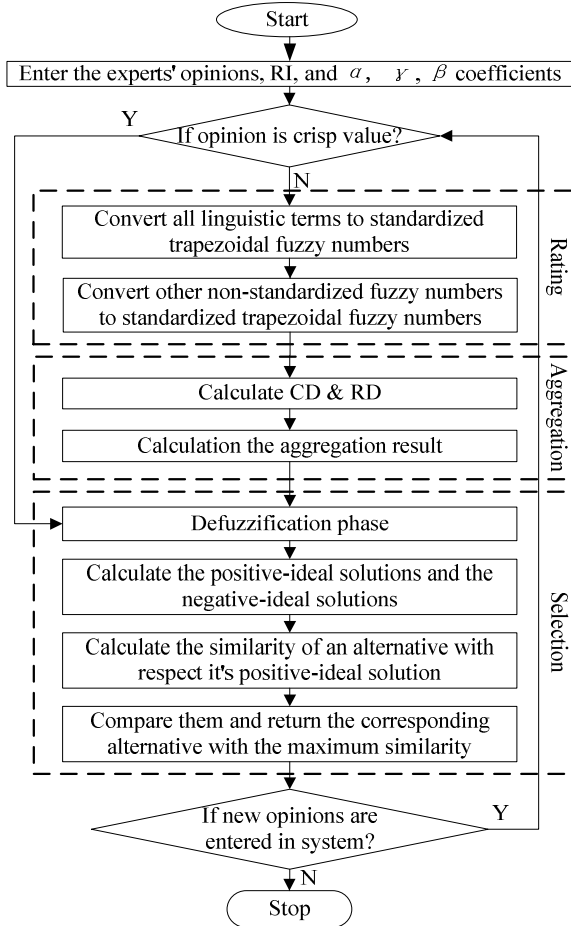 Start
Enter the experts' opinions, RI, and α, γ, β coefficients
Y
If opinion is crisp value?
N
Convert all linguistic terms to standardized
trapezoidal fuzzy numbers
Convert other non-standardized fuzzy numbers
to standardized trapezoidal fuzzy numbers
Rating
Calculate CD & RD
Calculation the aggregation result
Aggregation
Defuzzification phase
Calculate the positive-ideal solutions and the
negative-ideal solutions
Calculate the similarity of an alternative with
respect it's positive-ideal solution
Compare them and return the corresponding
alternative with the maximum similarity
Selection
If new opinions are
entered in system?
Y
N
Stop